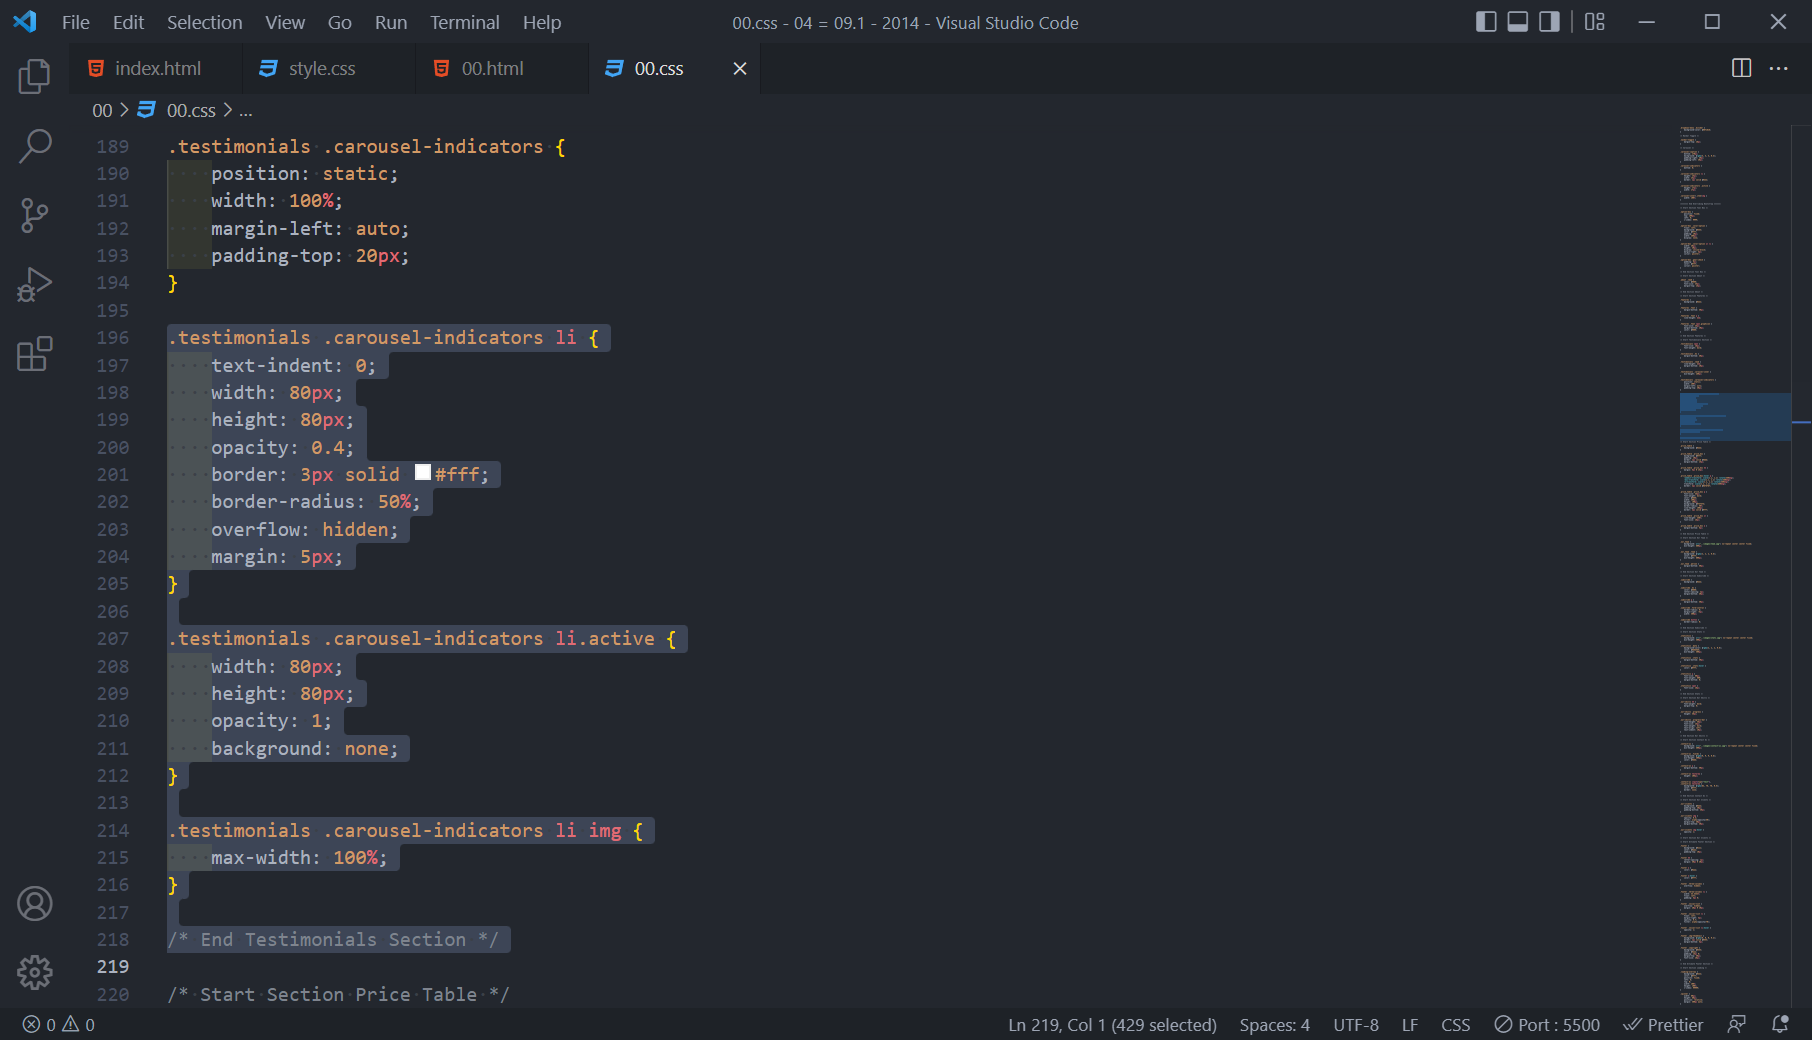 File Edit Selection View Go Run Terminal Help
00.css - 04 = 09.1 - 2014 - Visual Studio Code
index.html style.css 00.html 00.css
00 > 00.css > ...
189 .testimonials .carousel-indicators {
190 position: static;
191 width: 100%;
192 margin-left: auto;
193 padding-top: 20px;
194 }
195
196 .testimonials .carousel-indicators li {
197 text-indent: 0;
198 width: 80px;
199 height: 80px;
200 opacity: 0.4;
201 border: 3px solid #fff;
202 border-radius: 50%;
203 overflow: hidden;
204 margin: 5px;
205 }
206
207 .testimonials .carousel-indicators li.active {
208 width: 80px;
209 height: 80px;
210 opacity: 1;
211 background: none;
212 }
213
214 .testimonials .carousel-indicators li img {
215 max-width: 100%;
216 }
217
218 /* End Testimonials Section */
219
220 /* Start Section Price Table */
0 0 Ln 219, Col 1 (429 selected) Spaces: 4 UTF-8 LF CSS Port : 5500 Prettier